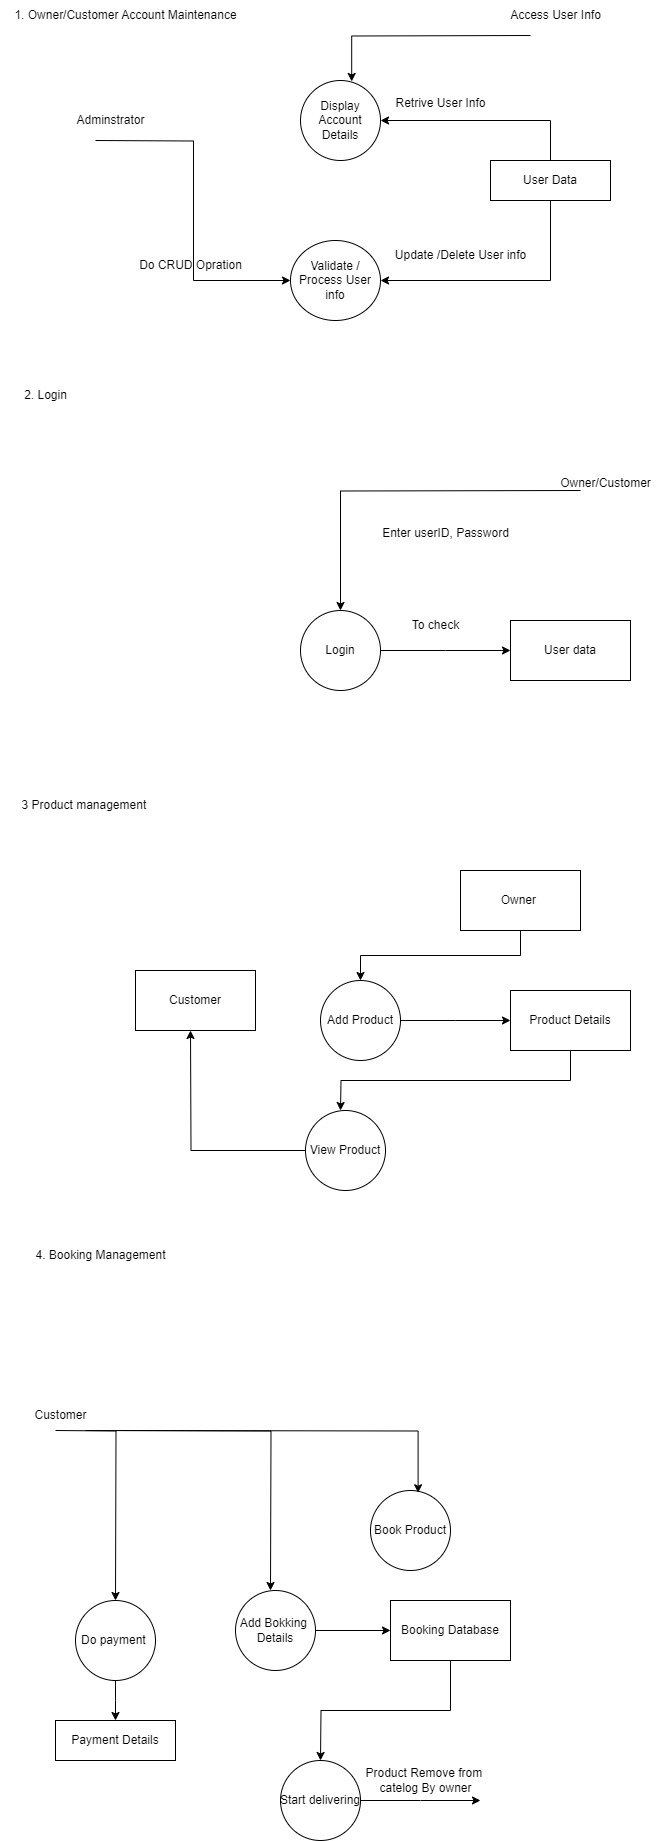 1. Owner/Customer Account Maintenance
Access User Info
Display
Account
Details
Retrive User Info
Adminstrator
User Data
Do CRUD Opration
Validate /
Process User
info
Update /Delete User info
2. Login
Owner/Customer
Enter userID, Password
Login
To check
User data
3 Product management
Owner
Customer
Add Product
Product Details
View Product
4. Booking Management
Customer
Book Product
Do payment
Add Bokking
Details
Booking Database
Payment Details
Start delivering
Product Remove from
catelog By owner